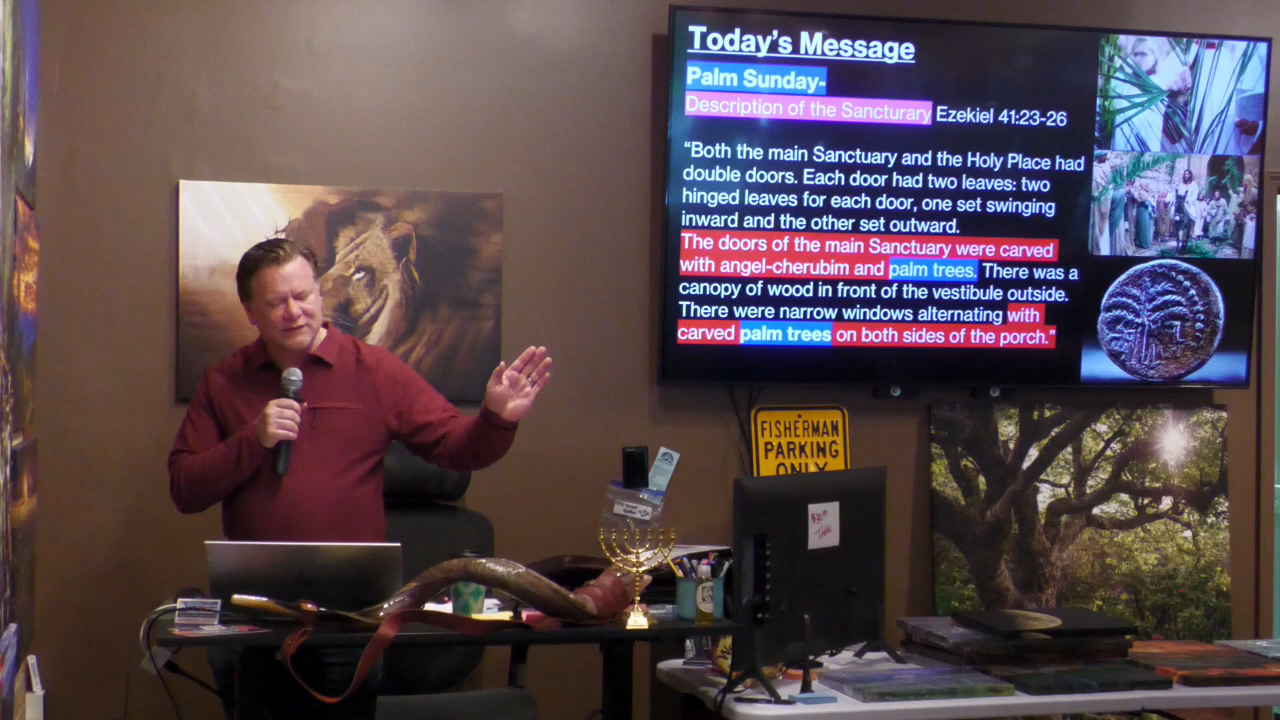 Today's Message
Palm Sunday-
Description of the Sancturary Ezekiel 41:23-26
“Both the main Sanctuary and the Holy Place had
double doors. Each door had two leaves: two
hinged leaves for each door, one set swinging
inward and the other set outward.
The doors of the main Sanctuary were carved
with angel-cherubim and palm trees. There was a
canopy of wood in front of the vestibule outside.
There were narrow windows alternating with
carved palm trees on both sides of the porch.”
FISHERMAN
PARKING
ONLY